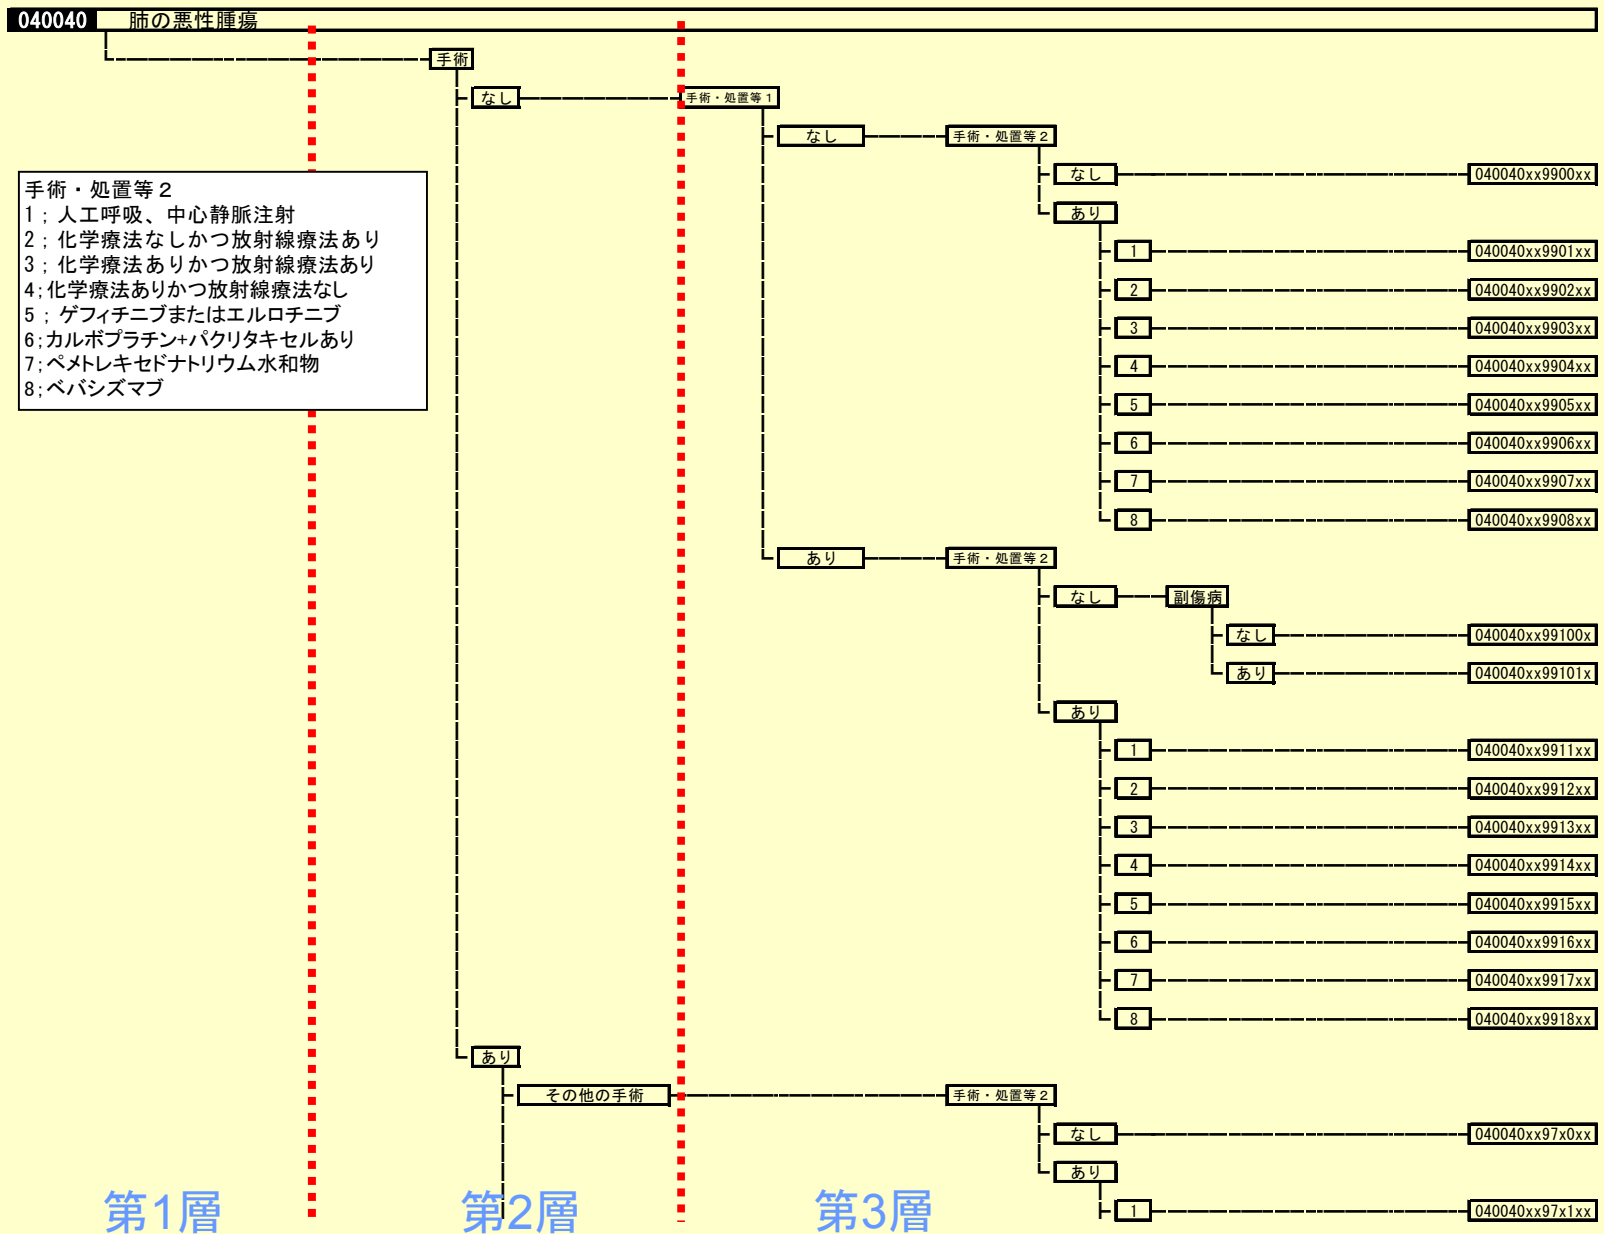 040040 肺の悪性腫瘍
手術
なし 手術・処置等1
なし 手術・処置等2
なし 040040xx9900xx
あり
1 040040xx9901xx
2 040040xx9902xx
3 040040xx9903xx
4 040040xx9904xx
5 040040xx9905xx
6 040040xx9906xx
7 040040xx9907xx
8 040040xx9908xx
手術・処置等2
1；人工呼吸、中心静脈注射
2；化学療法なしかつ放射線療法あり
3；化学療法ありかつ放射線療法あり
4;化学療法ありかつ放射線療法なし
5；ゲフィチニブまたはエルロチニブ
6;カルボプラチン+パクリタキセルあり
7;ペメトレキセドナトリウム水和物
8;ベバシズマブ
あり 手術・処置等2
なし 副傷病
なし 040040xx99100x
あり 040040xx99101x
あり
1 040040xx9911xx
2 040040xx9912xx
3 040040xx9913xx
4 040040xx9914xx
5 040040xx9915xx
6 040040xx9916xx
7 040040xx9917xx
8 040040xx9918xx
あり
その他の手術 手術・処置等2
なし 040040xx97x0xx
あり
1 040040xx97x1xx
第1層 第2層 第3層